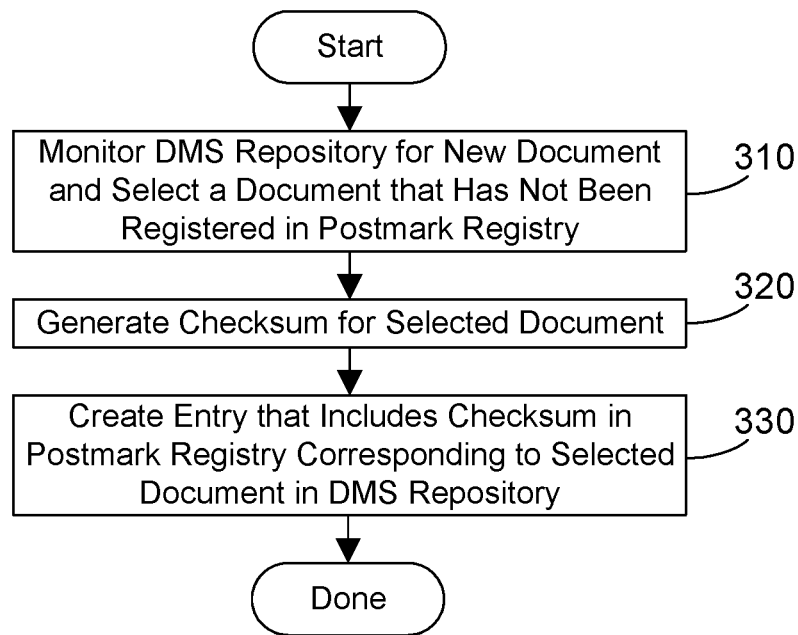 Start
Monitor DMS Repository for New Document
and Select a Document that Has Not Been
Registered in Postmark Registry
310
Generate Checksum for Selected Document
320
Create Entry that Includes Checksum in
Postmark Registry Corresponding to Selected
Document in DMS Repository
330
Done